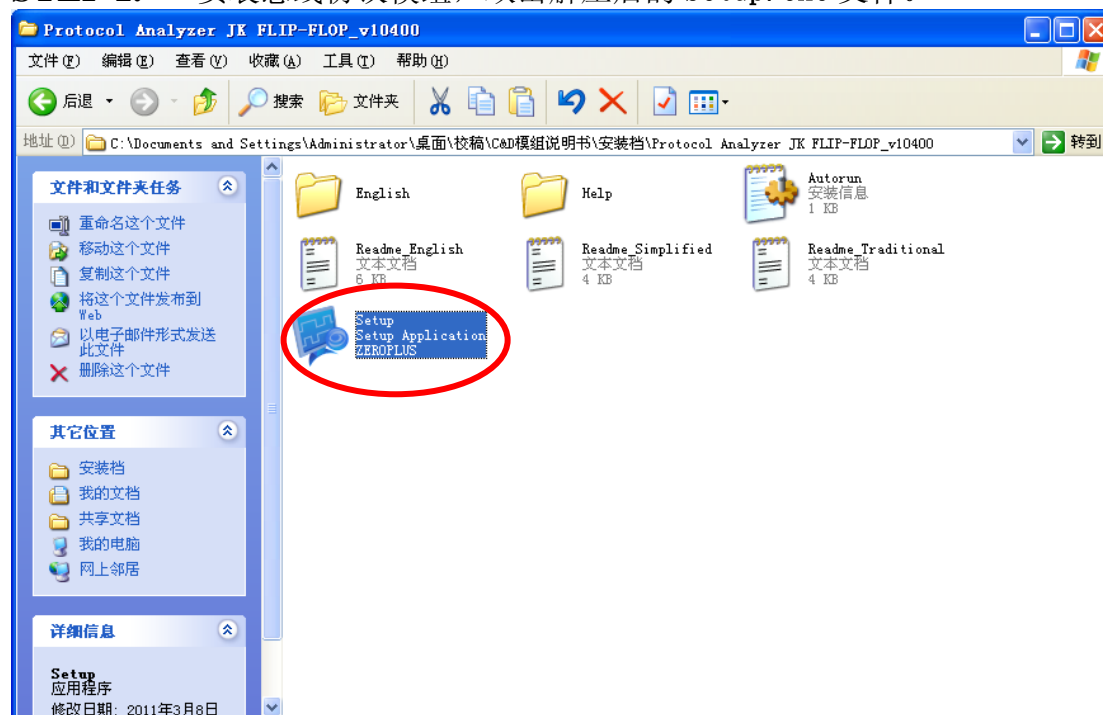 Protocol Analyzer JK FLIP-FLOP_v10400
文件(F) 编辑(E) 查看(V) 收藏(A) 工具(T) 帮助(H)
后退 搜索 文件夹
地址(D) C:\Documents and Settings\Administrator\桌面\校稿\CAD模组说明书\安装档\Protocol Analyzer JK FLIP-FLOP_v10400 转到
文件和文件夹任务
重命名这个文件
移动这个文件
复制这个文件
将这个文件发布到
Web
以电子邮件形式发送
此文件
删除这个文件
其它位置
安装档
我的文档
共享文档
我的电脑
网上邻居
详细信息
Setup
应用程序
修改日期: 2011年3月8日
English
Help
Autorun
安装信息
1 KB
Readme_English
文本文档
6 KB
Readme_Simplified
文本文档
4 KB
Readme_Traditional
文本文档
4 KB
Setup
Setup Application
ZEROPLUS